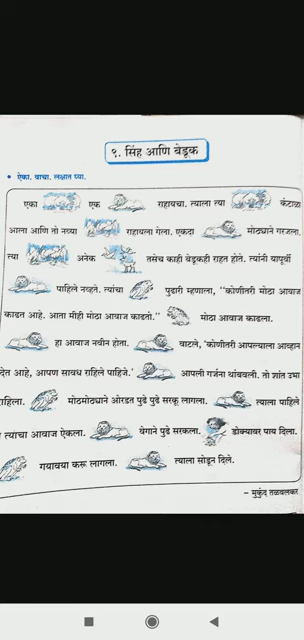 ९. सिंह आणि बेडूक
• ऐका. वाचा. लक्षात घ्या.
एका एक राहायचा. त्याला त्या कंटाळा
आला आणि तो नव्या राहायला गेला. एकदा मोठ्याने गरजला.
त्या अनेक तसेच काही बेडूकही राहत होते. त्यांनी यापूर्वी
पाहिले नव्हते. त्यांचा पुढारी म्हणाला, "कोणीतरी मोठा आवाज
काढत आहे. आता मीही मोठा आवाज काढतो." मोठा आवाज काढला.
हा आवाज नवीन होता. वाटले, 'कोणीतरी आपल्याला आव्हान
देत आहे, आपण सावध राहिले पाहिजे.' आपली गर्जना थांबवली. तो शांत उभा
राहिला. मोठमोठ्याने ओरडत पुढे पुढे सरकू लागला. त्याला पाहिले
त्याचा आवाज ऐकला. वेगाने पुढे सरकला. डोक्यावर पाय दिला.
गयावया करू लागला. त्याला सोडून दिले.
– मुकुंद तळवलकर